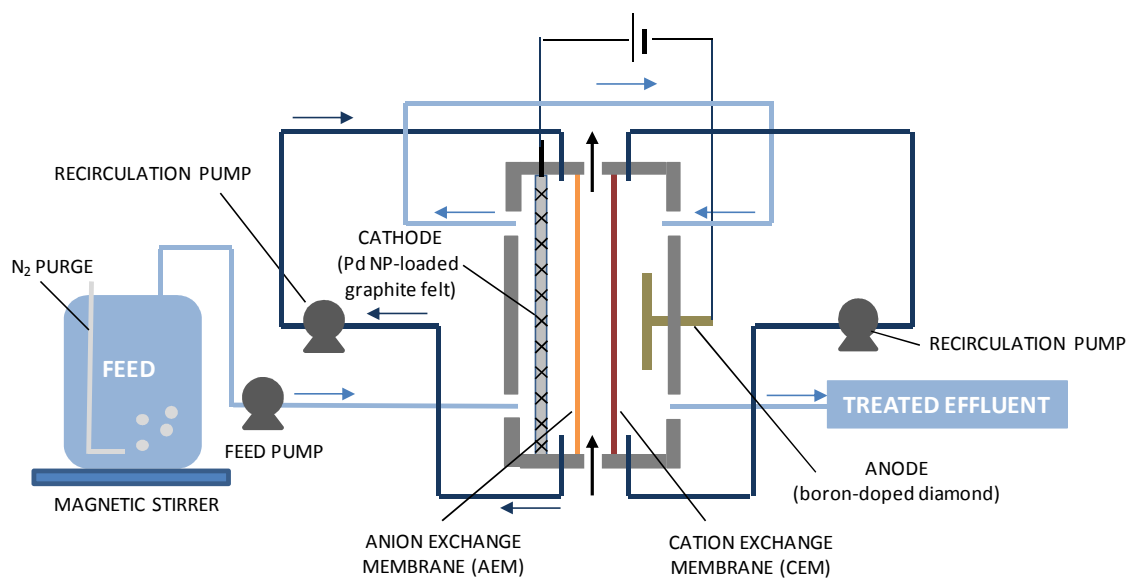 RECIRCULATION PUMP
N₂ PURGE
CATHODE
(Pd NP-loaded
graphite felt)
FEED
FEED PUMP
MAGNETIC STIRRER
RECIRCULATION PUMP
TREATED EFFLUENT
ANODE
(boron-doped diamond)
ANION EXCHANGE
MEMBRANE (AEM)
CATION EXCHANGE
MEMBRANE (CEM)